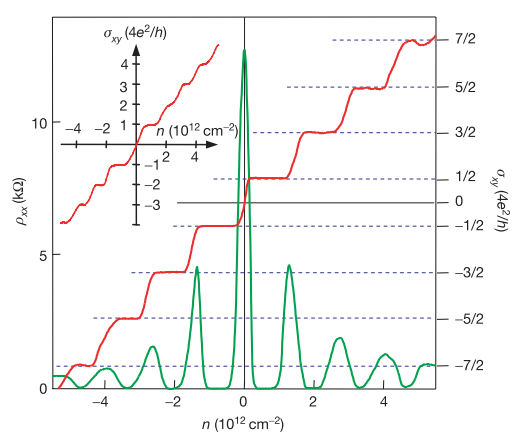 σxy (4e²/h)
4
3
2
1
−4 −2 2 4
n (10¹² cm⁻²)
−1
−2
−3
10
5
0
ρxx (kΩ)
7/2
5/2
3/2
1/2
0
−1/2
−3/2
−5/2
−7/2
σxy (4e²/h)
−4 −2 0 2 4
n (10¹² cm⁻²)